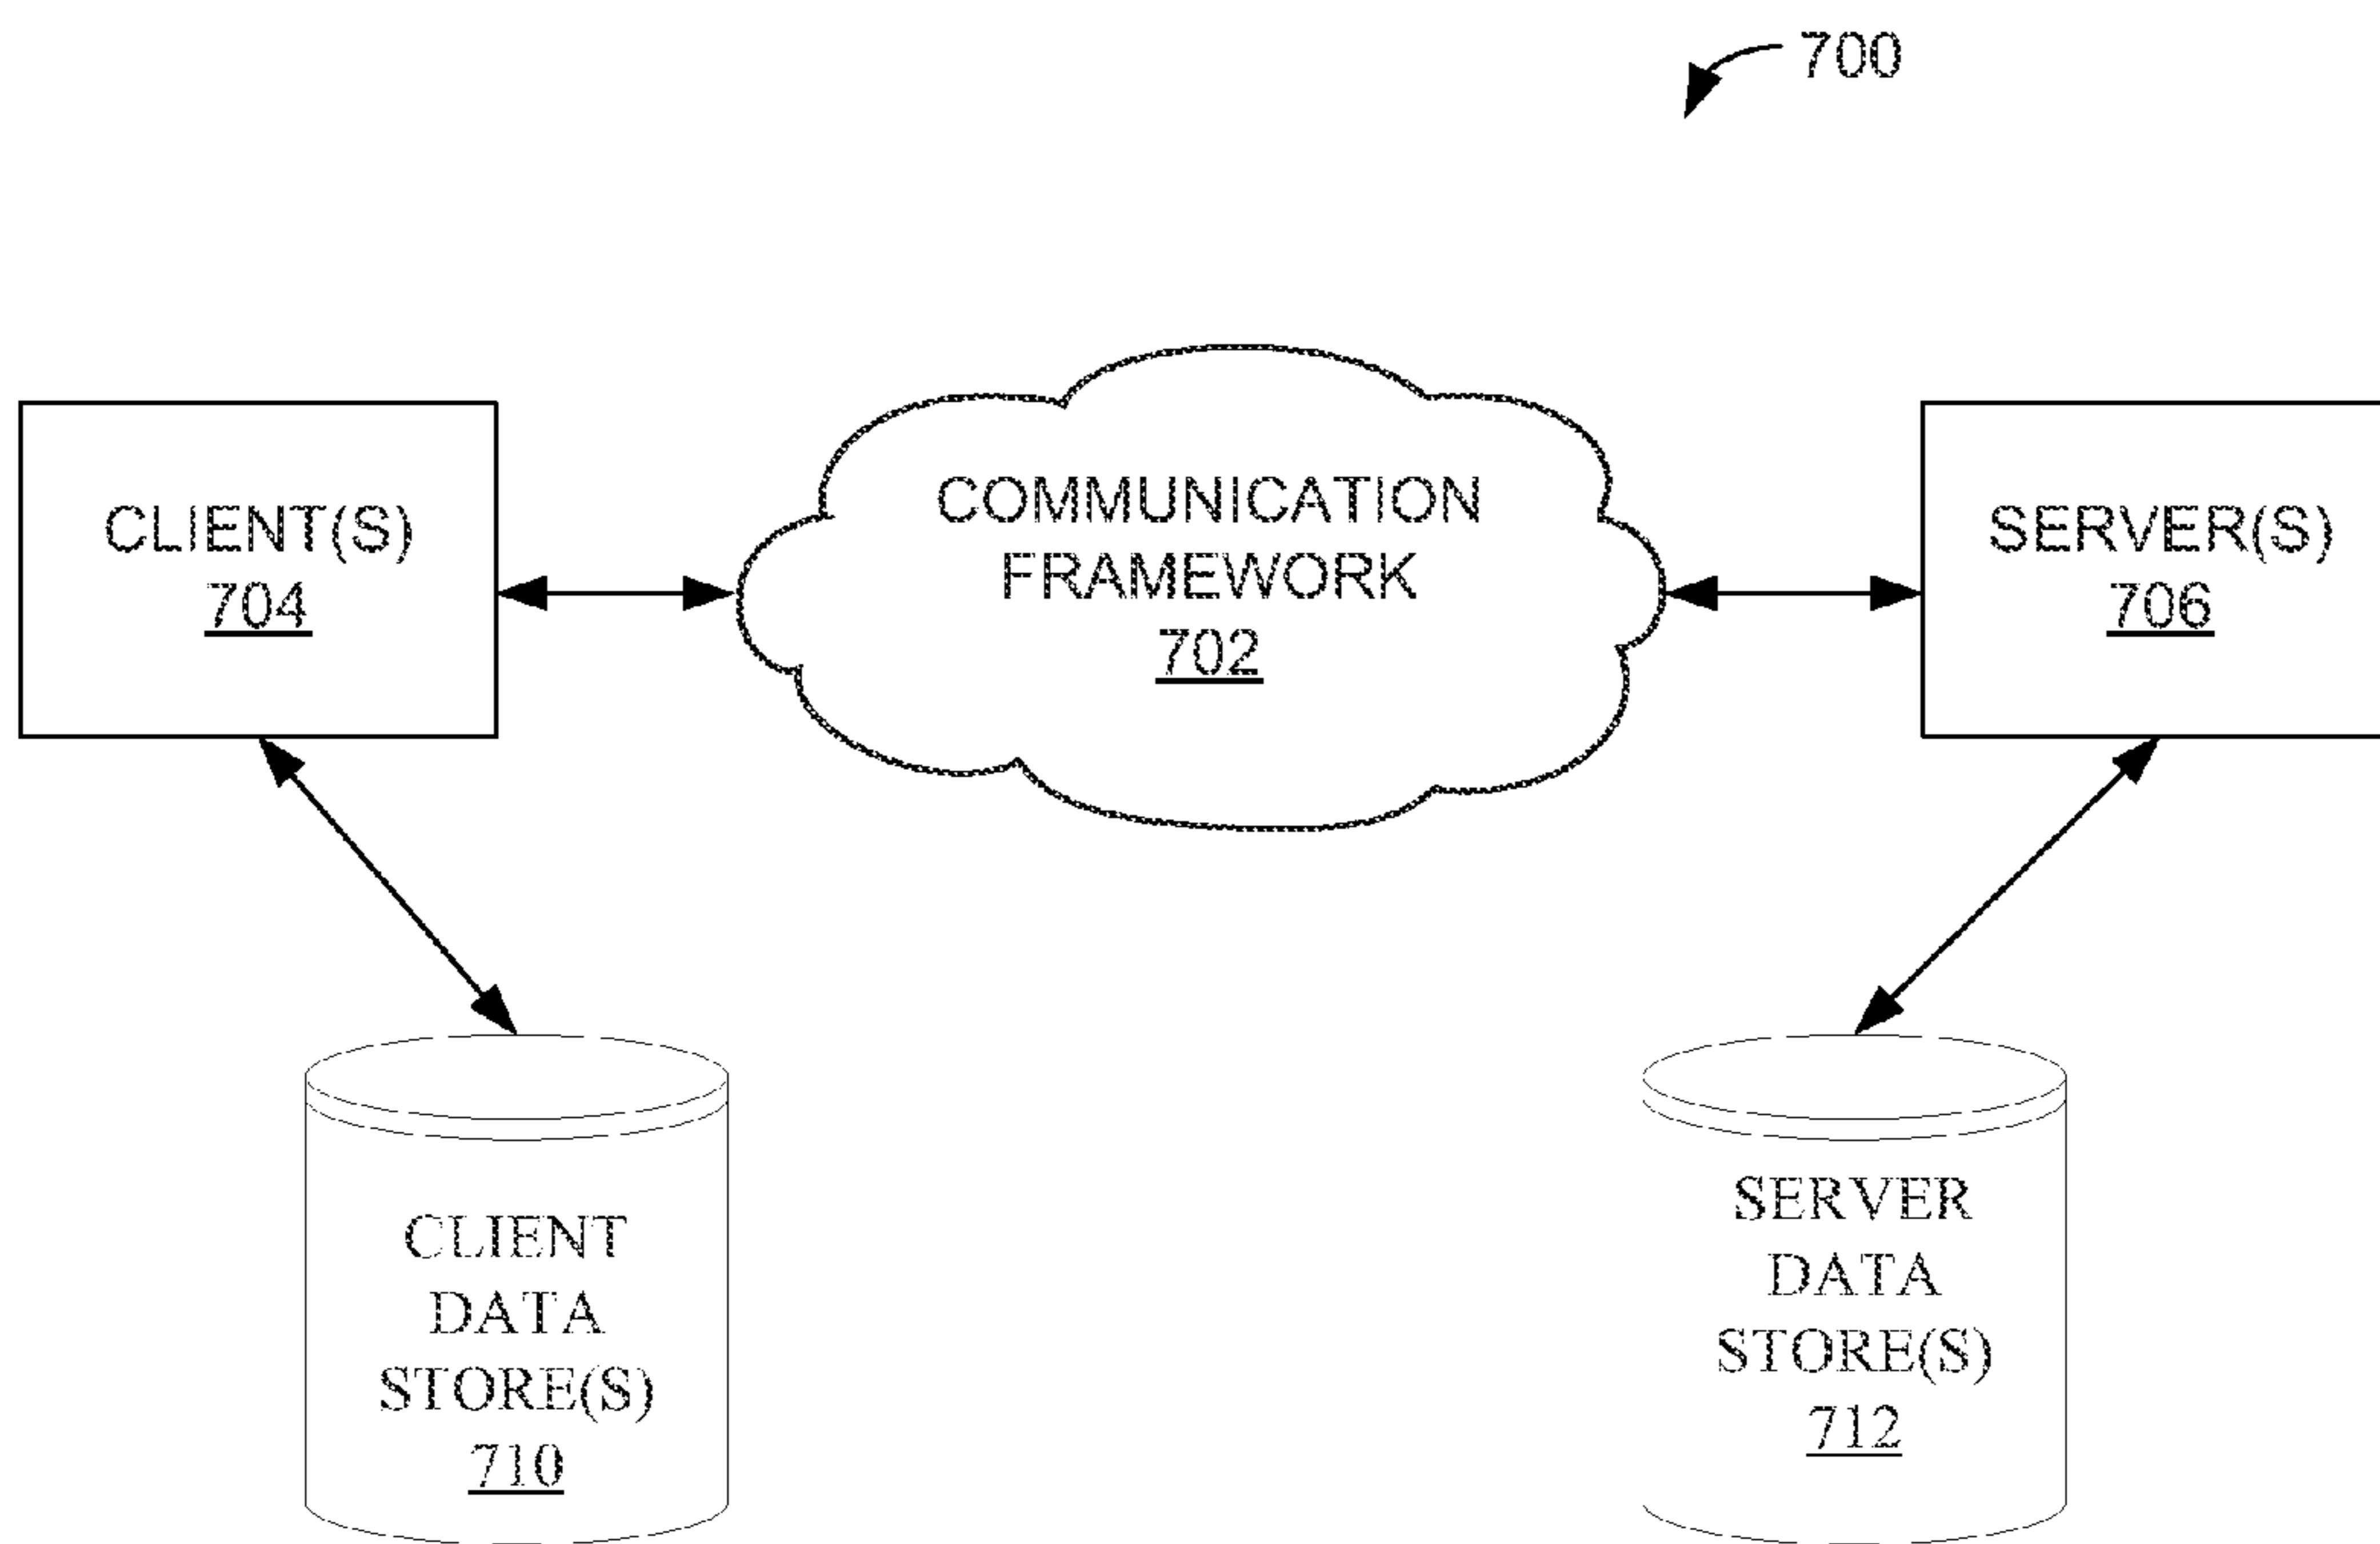 700
CLIENT(S)
704
COMMUNICATION
FRAMEWORK
702
SERVER(S)
706
CLIENT
DATA
STORE(S)
710
SERVER
DATA
STORE(S)
712